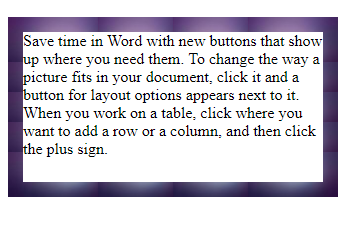 Save time in Word with new buttons that show
up where you need them. To change the way a
picture fits in your document, click it and a
button for layout options appears next to it.
When you work on a table, click where you
want to add a row or a column, and then click
the plus sign.